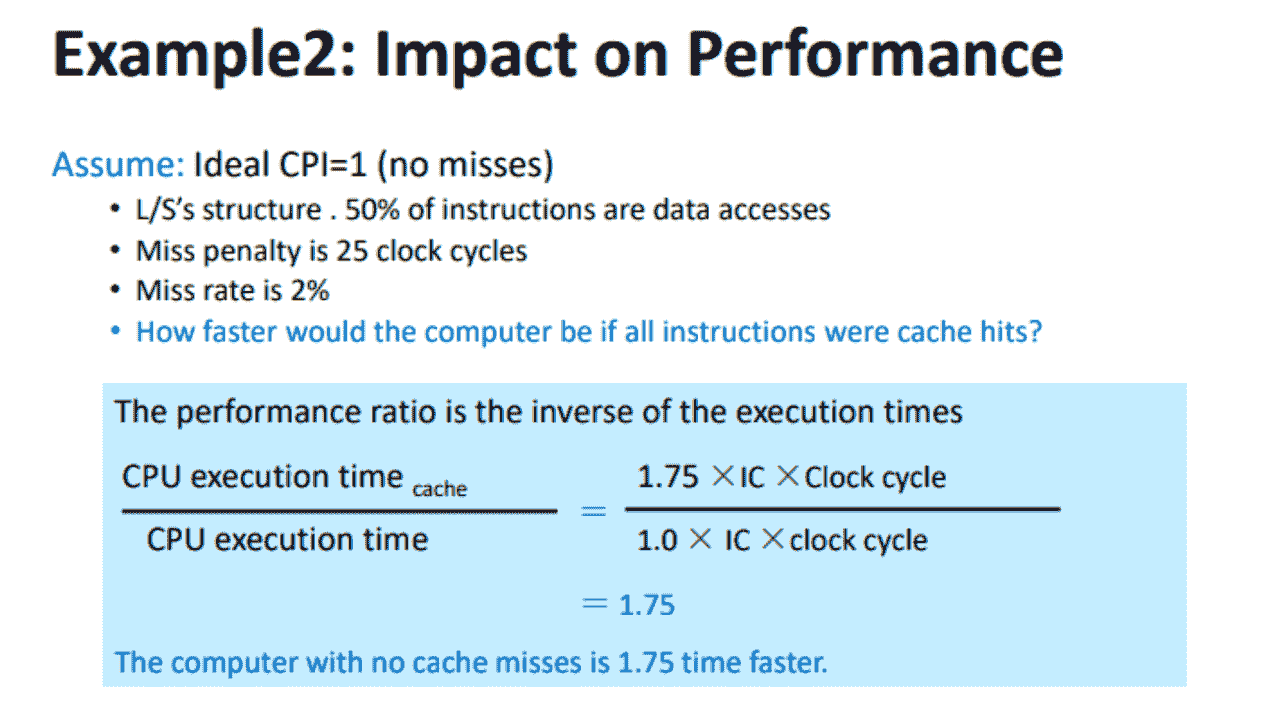 Example2: Impact on Performance
Assume: Ideal CPI=1 (no misses)
• L/S’s structure . 50% of instructions are data accesses
• Miss penalty is 25 clock cycles
• Miss rate is 2%
• How faster would the computer be if all instructions were cache hits?
The performance ratio is the inverse of the execution times
CPU execution time cache
CPU execution time
=
1.75 ×IC ×Clock cycle
1.0 × IC ×clock cycle
= 1.75
The computer with no cache misses is 1.75 time faster.